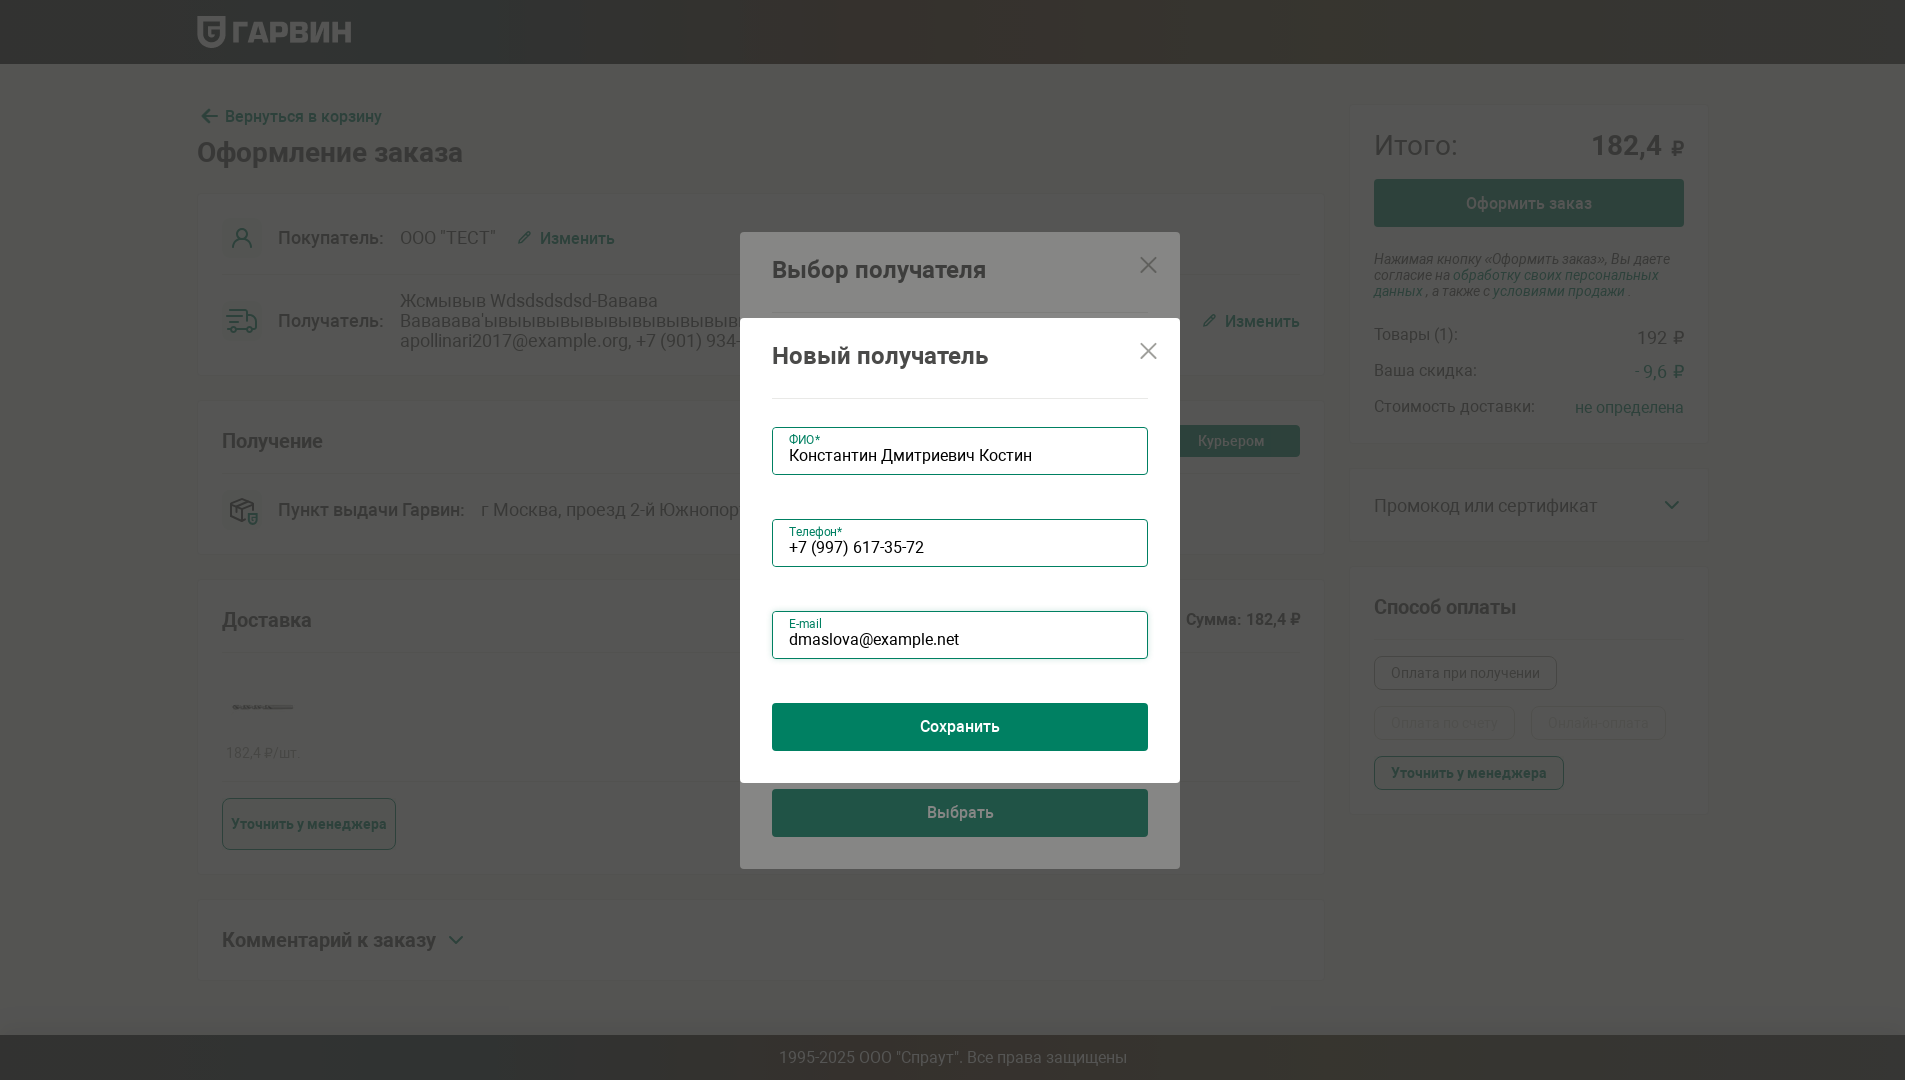 ГАРВИН
Вернуться в корзину
Оформление заказа
Покупатель: ООО "ТЕСТ" Изменить
Получатель:
Жсмывыв Wdsdsdsdsd-Вавава
apollinari2017@example.org, +7 (901) 934-
Изменить
Получение
Курьером
Пункт выдачи Гарвин: г Москва, проезд 2-й Южнопор
Доставка
Сумма: 182,4 ₽
182,4 ₽/шт
Уточнить у менеджера
Комментарий к заказу
Выбор получателя
Новый получатель
ФИО*
Константин Дмитриевич Костин
Телефон*
+7 (997) 617-35-72
E-mail
dmaslova@example.net
Сохранить
Выбрать
Итого: 182,4 ₽
Оформить заказ
Нажимая кнопку «Оформить заказ», Вы даете
согласие на обработку своих персональных
данных , а также с условиями продажи .
Товары (1): 192 ₽
Ваша скидка: - 9,6 ₽
Стоимость доставки: не определена
Промокод или сертификат
Способ оплаты
Оплата при получении
Оплата по счету Онлайн-оплата
Уточнить у менеджера
1995-2025 ООО "Спраут". Все права защищены